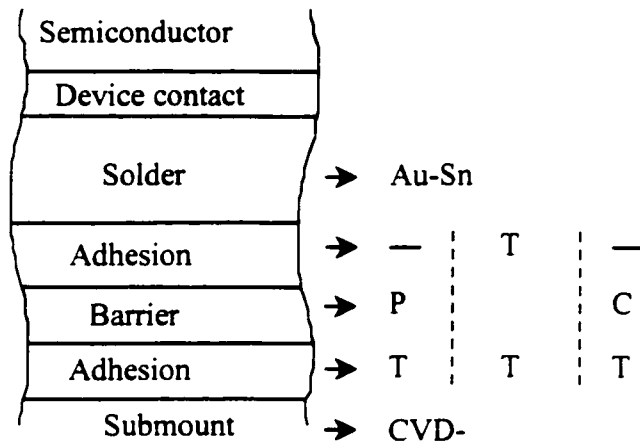 Semiconductor
Device contact
Solder → Au-Sn
Adhesion → — T —
Barrier → P C
Adhesion → T T T
Submount → CVD-